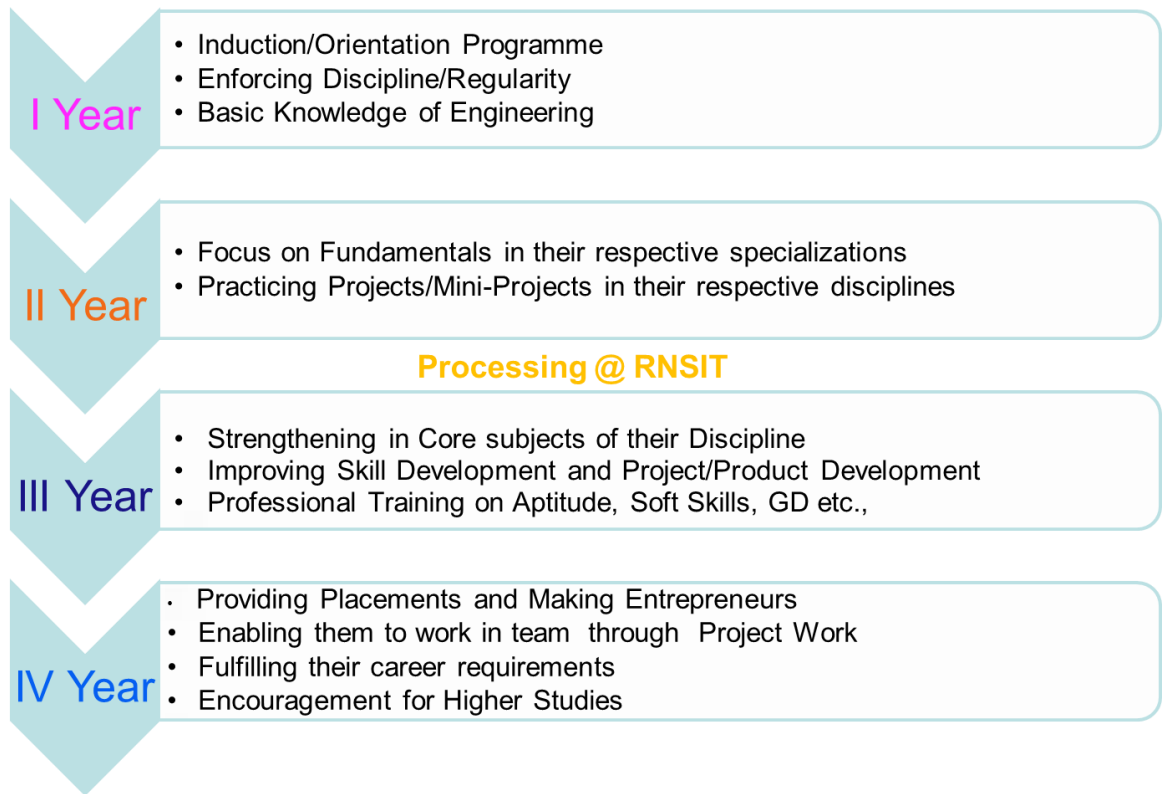 I Year
• Induction/Orientation Programme
• Enforcing Discipline/Regularity
• Basic Knowledge of Engineering
II Year
• Focus on Fundamentals in their respective specializations
• Practicing Projects/Mini-Projects in their respective disciplines
Processing @ RNSIT
III Year
• Strengthening in Core subjects of their Discipline
• Improving Skill Development and Project/Product Development
• Professional Training on Aptitude, Soft Skills, GD etc.,
IV Year
• Providing Placements and Making Entrepreneurs
• Enabling them to work in team through Project Work
• Fulfilling their career requirements
• Encouragement for Higher Studies